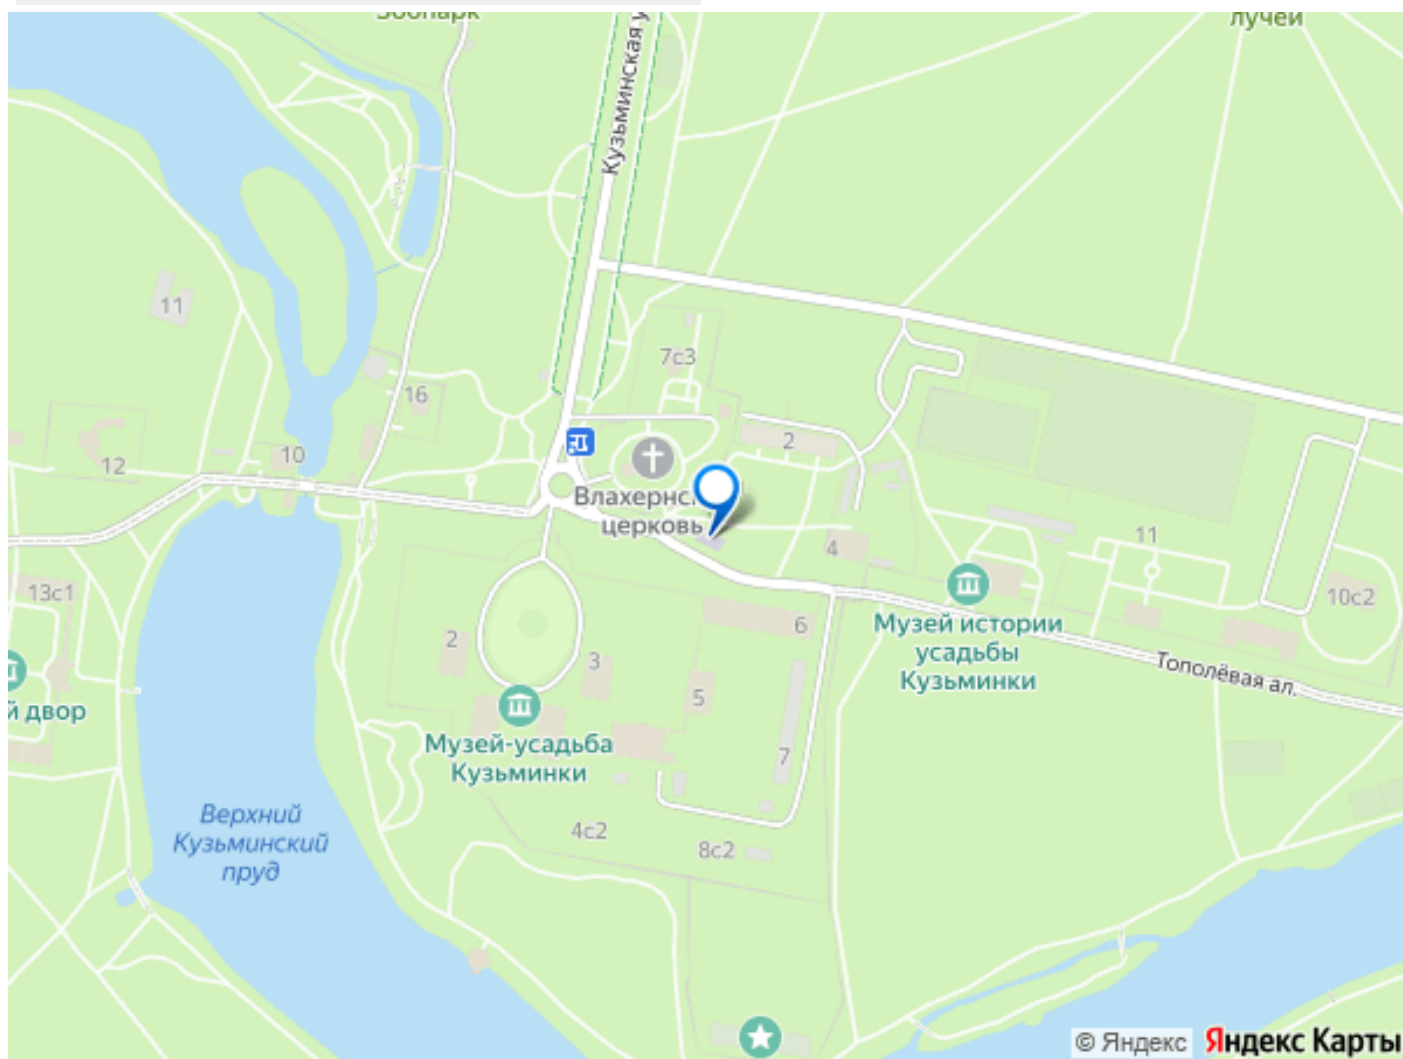 Зоопарк
лучей
Кузьминская у
11
7с3
16
2
12
10
Влахернс
церковь
4
11
13с1
10с2
Музей истории
усадьбы
Кузьминки
6
2
3
5
Тополёвая ал.
й двор
Музей-усадьба
Кузьминки
7
Верхний
Кузьминский
пруд
4с2
8с2
© Яндекс Яндекс Карты